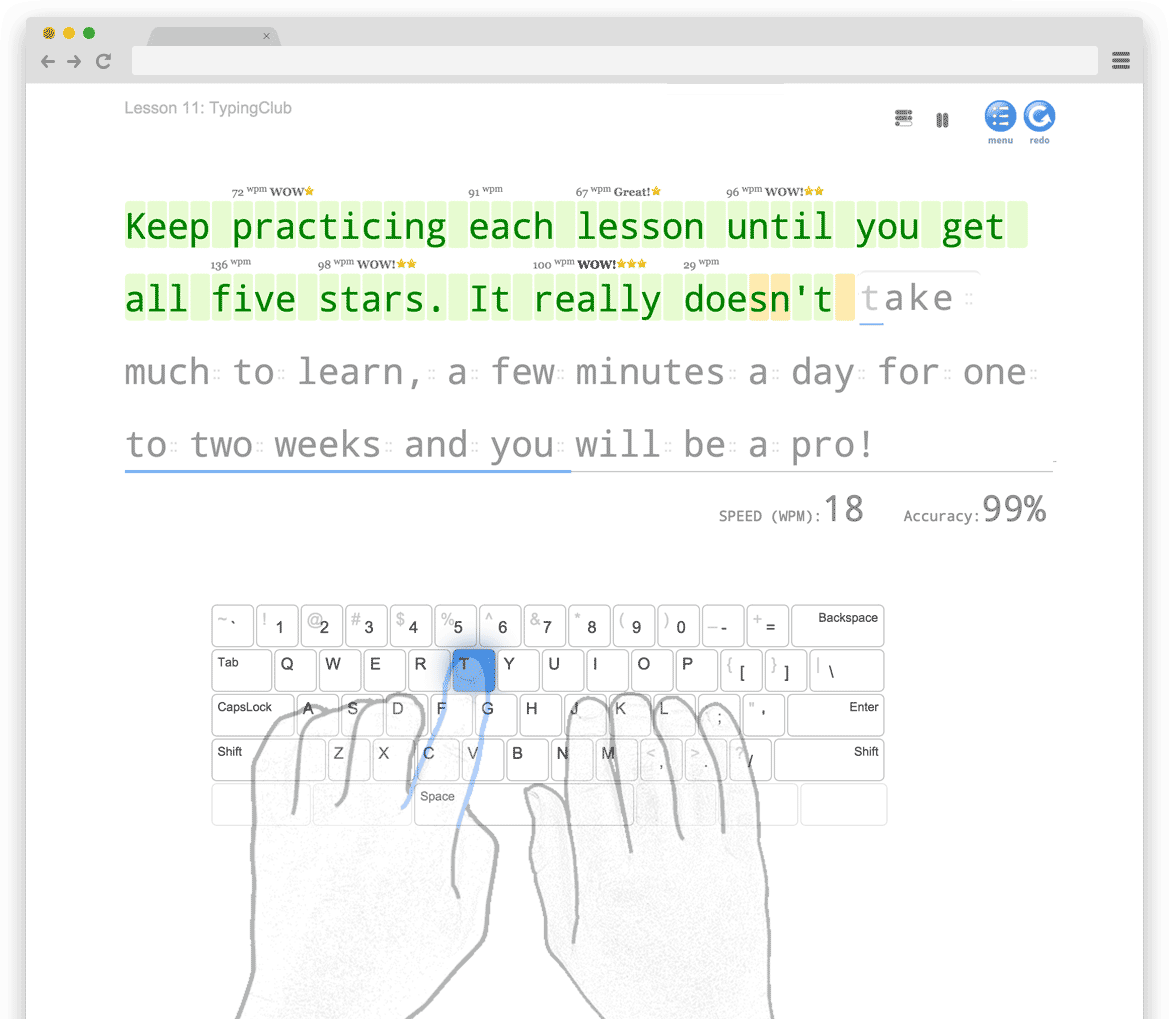 Lesson 11: TypingClub
menu redo
72 wpm WOW 91 wpm 67 wpm Great! 96 wpm WOW!
Keep practicing each lesson until you get
136 wpm 98 wpm WOW! 100 wpm WOW! 29 wpm
all five stars. It really doesn't take
much to learn, a few minutes a day for one
to two weeks and you will be a pro!
SPEED (WPM): 18 Accuracy: 99%
~ ` ! 1 @ 2 # 3 $ 4 % 5 ^ 6 & 7 * 8 ( 9 ) 0 _ - + = Backspace
Tab Q W E R T Y U I O P { [ } ] | \
CapsLock A S D F G H J K L : ; " ' Enter
Shift Z X C V B N M < , > . ? / Shift
Space